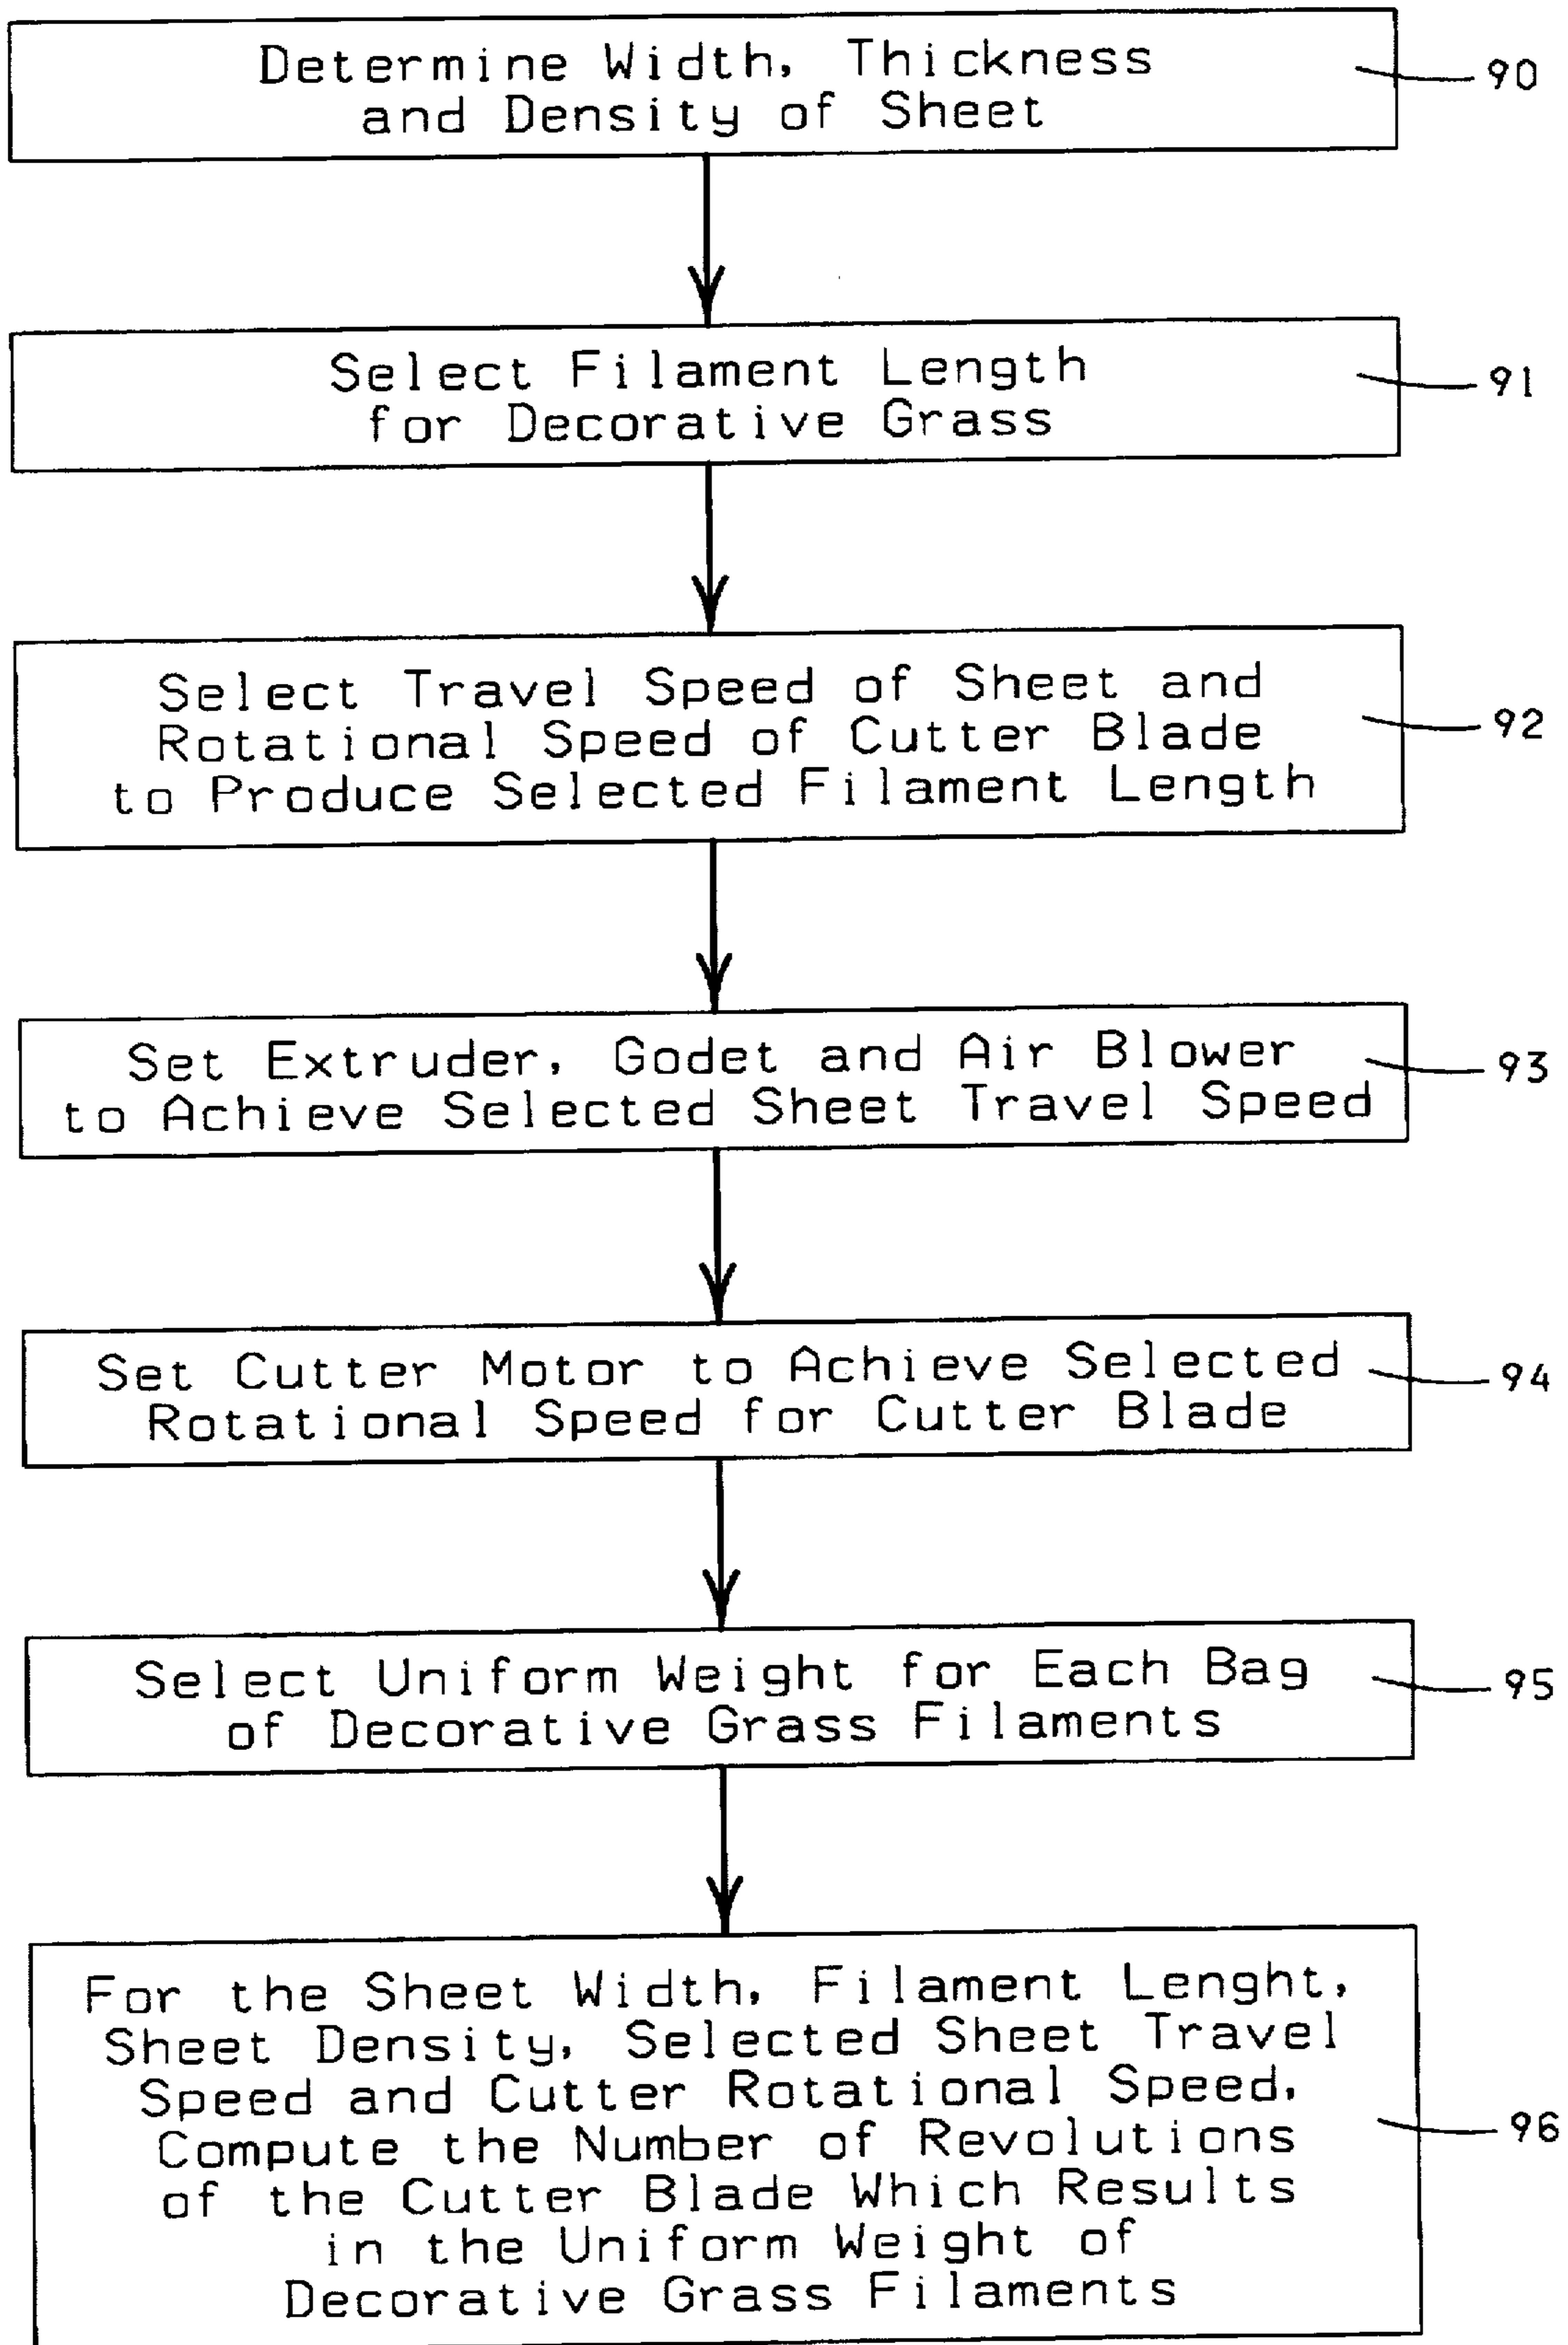 Determine Width, Thickness
and Density of Sheet
90
Select Filament Length
for Decorative Grass
91
Select Travel Speed of Sheet and
Rotational Speed of Cutter Blade
to Produce Selected Filament Length
92
Set Extruder, Godet and Air Blower
to Achieve Selected Sheet Travel Speed
93
Set Cutter Motor to Achieve Selected
Rotational Speed for Cutter Blade
94
Select Uniform Weight for Each Bag
of Decorative Grass Filaments
95
For the Sheet Width, Filament Lenght,
Sheet Density, Selected Sheet Travel
Speed and Cutter Rotational Speed,
Compute the Number of Revolutions
of the Cutter Blade Which Results
in the Uniform Weight of
Decorative Grass Filaments
96